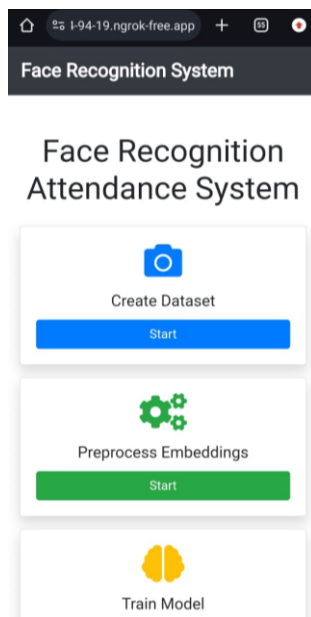 1-94-19.ngrok-free.app
55
Face Recognition System
Face Recognition
Attendance System
Create Dataset
Start
Preprocess Embeddings
Start
Train Model